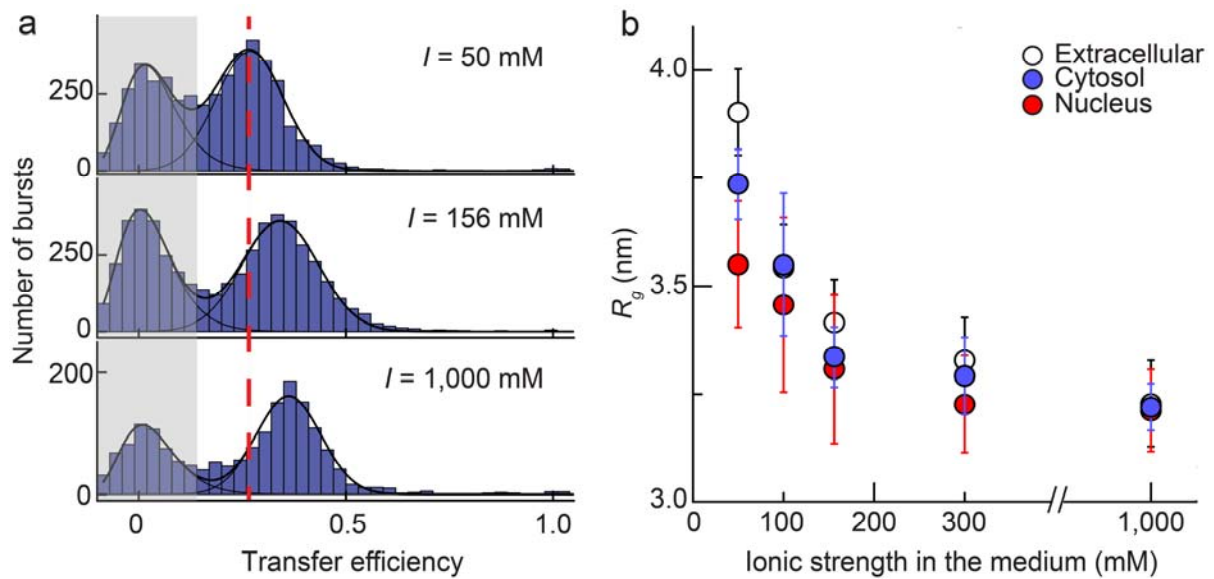 a
I = 50 mM
250
0
I = 156 mM
250
0
I = 1,000 mM
200
0
Number of bursts
0 0.5 1.0
Transfer efficiency
b
Extracellular
Cytosol
Nucleus
4.0
3.5
3.0
Rg (nm)
0 100 200 300 1,000
Ionic strength in the medium (mM)